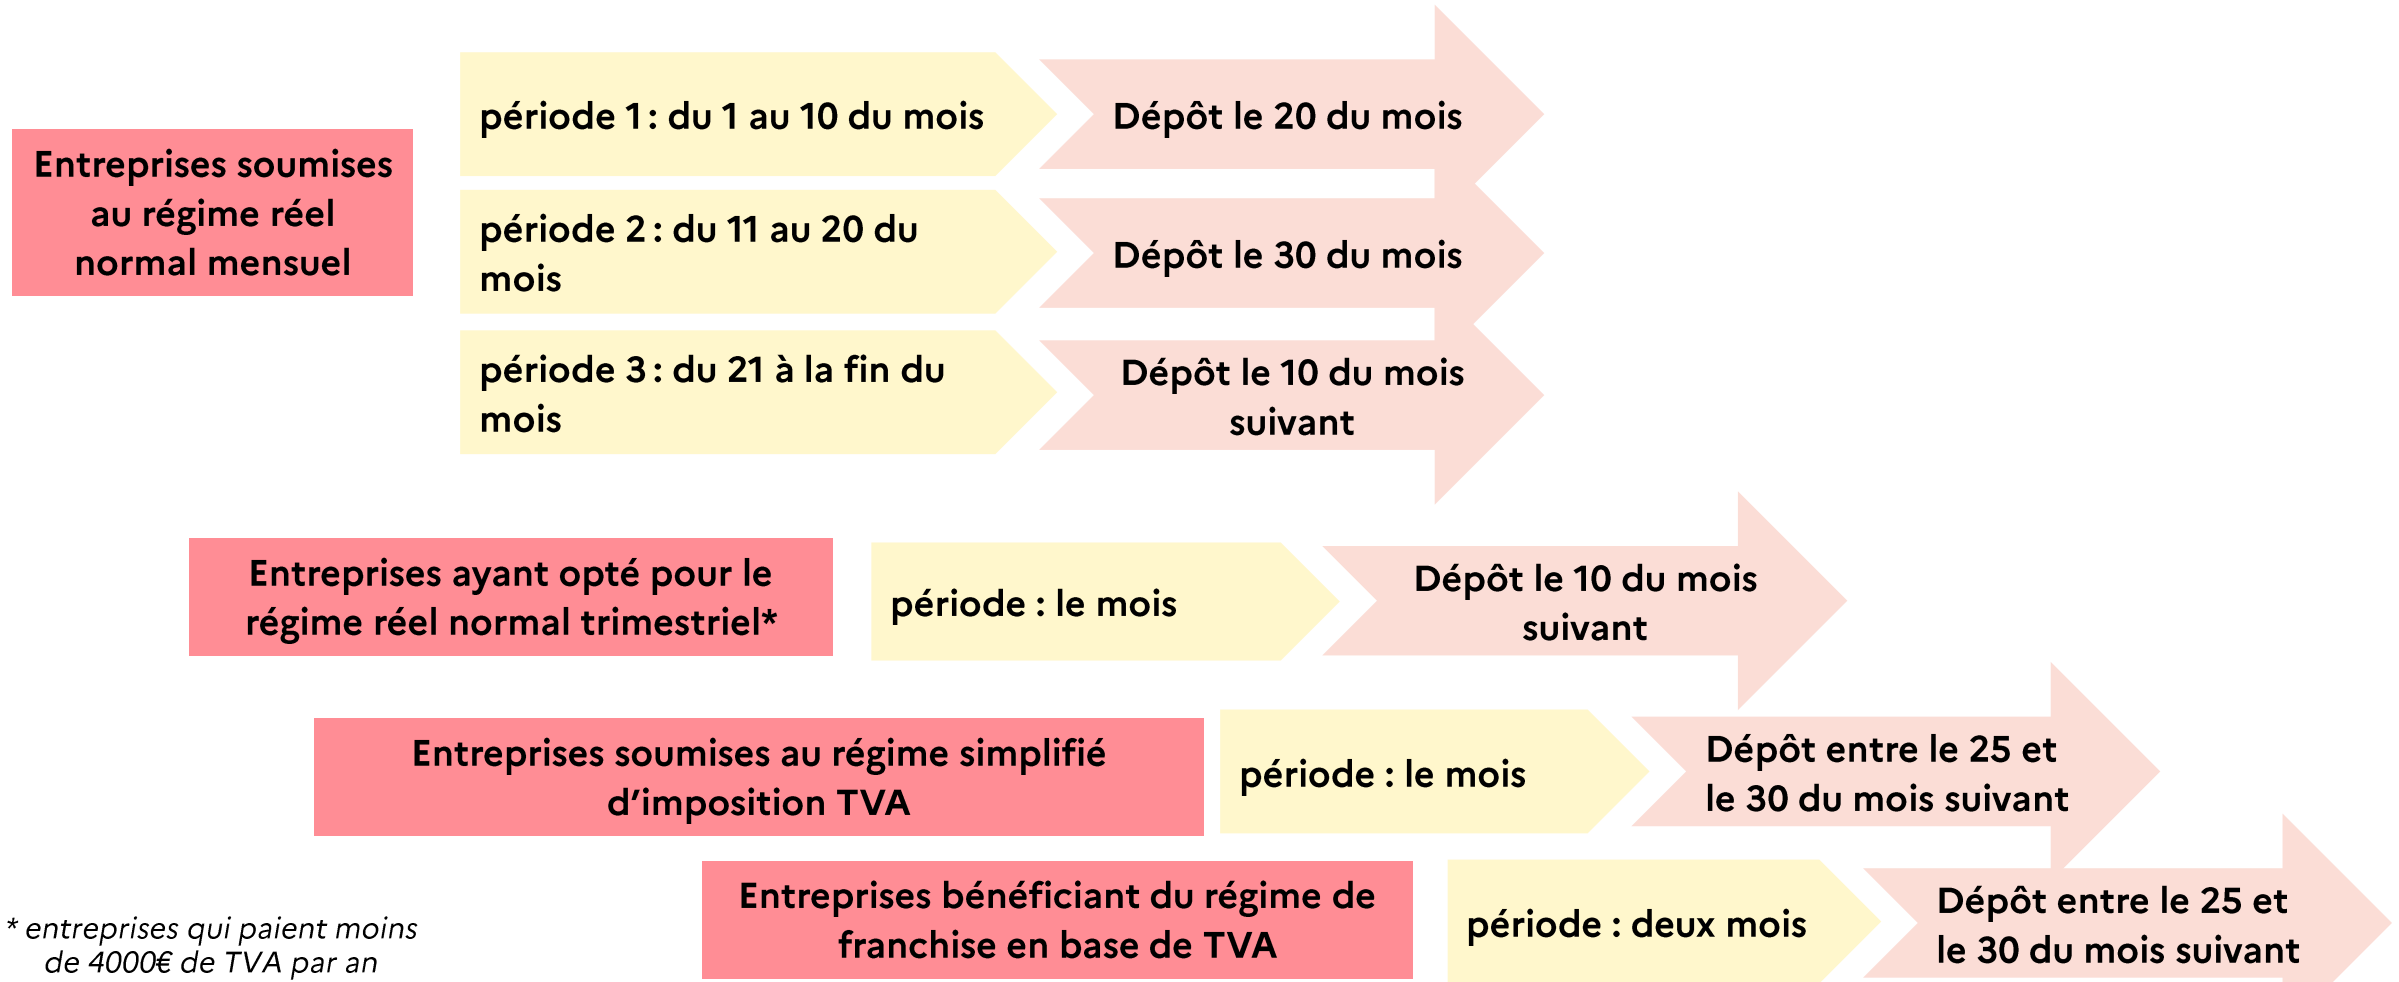 Entreprises soumises
au régime réel
normal mensuel
période 1 : du 1 au 10 du mois
Dépôt le 20 du mois
période 2 : du 11 au 20 du
mois
Dépôt le 30 du mois
période 3 : du 21 à la fin du
mois
Dépôt le 10 du mois
suivant
Entreprises ayant opté pour le
régime réel normal trimestriel*
période : le mois
Dépôt le 10 du mois
suivant
Entreprises soumises au régime simplifié
d’imposition TVA
période : le mois
Dépôt entre le 25 et
le 30 du mois suivant
Entreprises bénéficiant du régime de
franchise en base de TVA
période : deux mois
Dépôt entre le 25 et
le 30 du mois suivant
* entreprises qui paient moins
de 4000€ de TVA par an